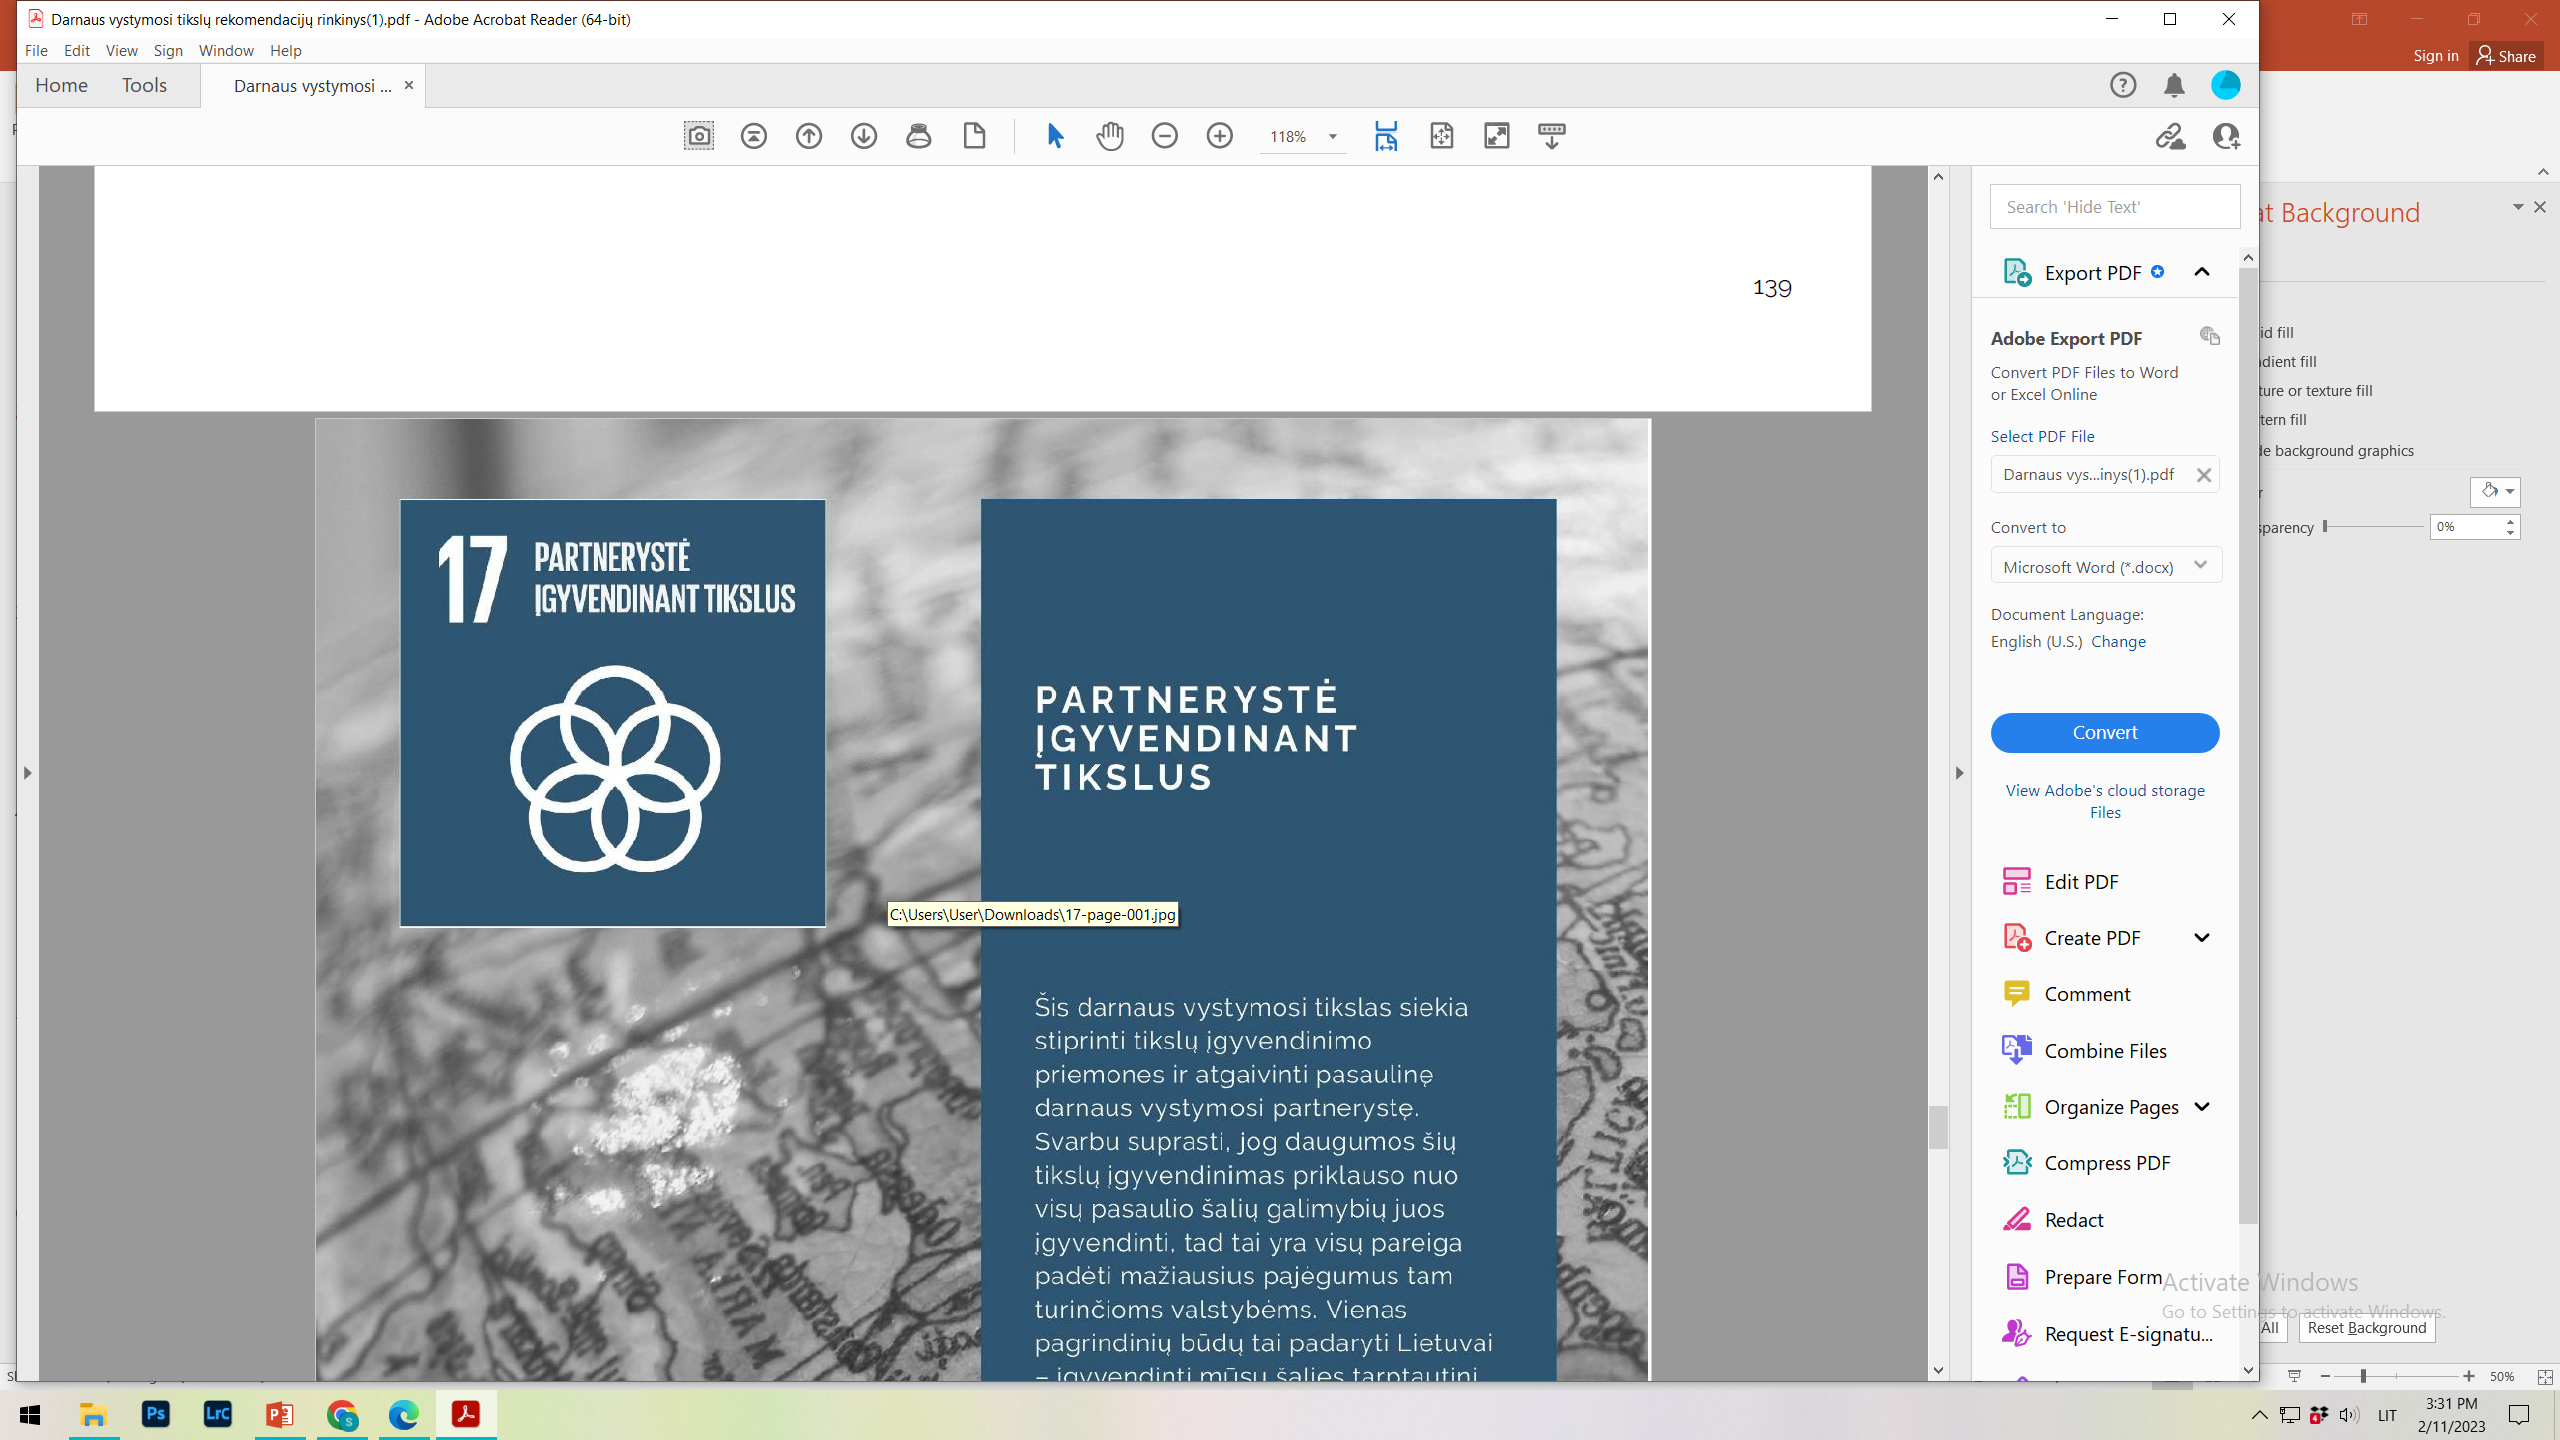 Darnaus vystymosi tikslų rekomendacijų rinkinys(1).pdf - Adobe Acrobat Reader (64-bit)
File Edit View Sign Window Help
Sign in Share
Home Tools Darnaus vystymosi ...
118%
139
17 PARTNERYSTĖ
ĮGYVENDINANT TIKSLUS
PARTNERYSTĖ
ĮGYVENDINANT
TIKSLUS
C:\Users\User\Downloads\17-page-001.jpg
Šis darnaus vystymosi tikslas siekia
stiprinti tikslų įgyvendinimo
priemones ir atgaivinti pasaulinę
darnaus vystymosi partnerystę.
Svarbu suprasti, jog daugumos šių
tikslų įgyvendinimas priklauso nuo
visų pasaulio šalių galimybių juos
įgyvendinti, tad tai yra visų pareiga
padėti mažiausius pajėgumus tam
turinčioms valstybėms. Vienas
pagrindinių būdų tai padaryti Lietuvai
– įgyvendinti mūsų šalies tarptautinį
Search 'Hide Text'
Export PDF
Adobe Export PDF
Convert PDF Files to Word
or Excel Online
Select PDF File
Darnaus vys...inys(1).pdf
Convert to
Microsoft Word (*.docx)
Document Language:
English (U.S.) Change
Convert
View Adobe's cloud storage
Files
Edit PDF
Create PDF
Comment
Combine Files
Organize Pages
Compress PDF
Redact
Prepare Form
Request E-signatu...
at Background
id fill
dient fill
ture or texture fill
tern fill
de background graphics
r
sparency 0%
Activate Windows
Go to Settings to activate Windows.
All Reset Background
50%
Ps LrC
LIT
3:31 PM
2/11/2023